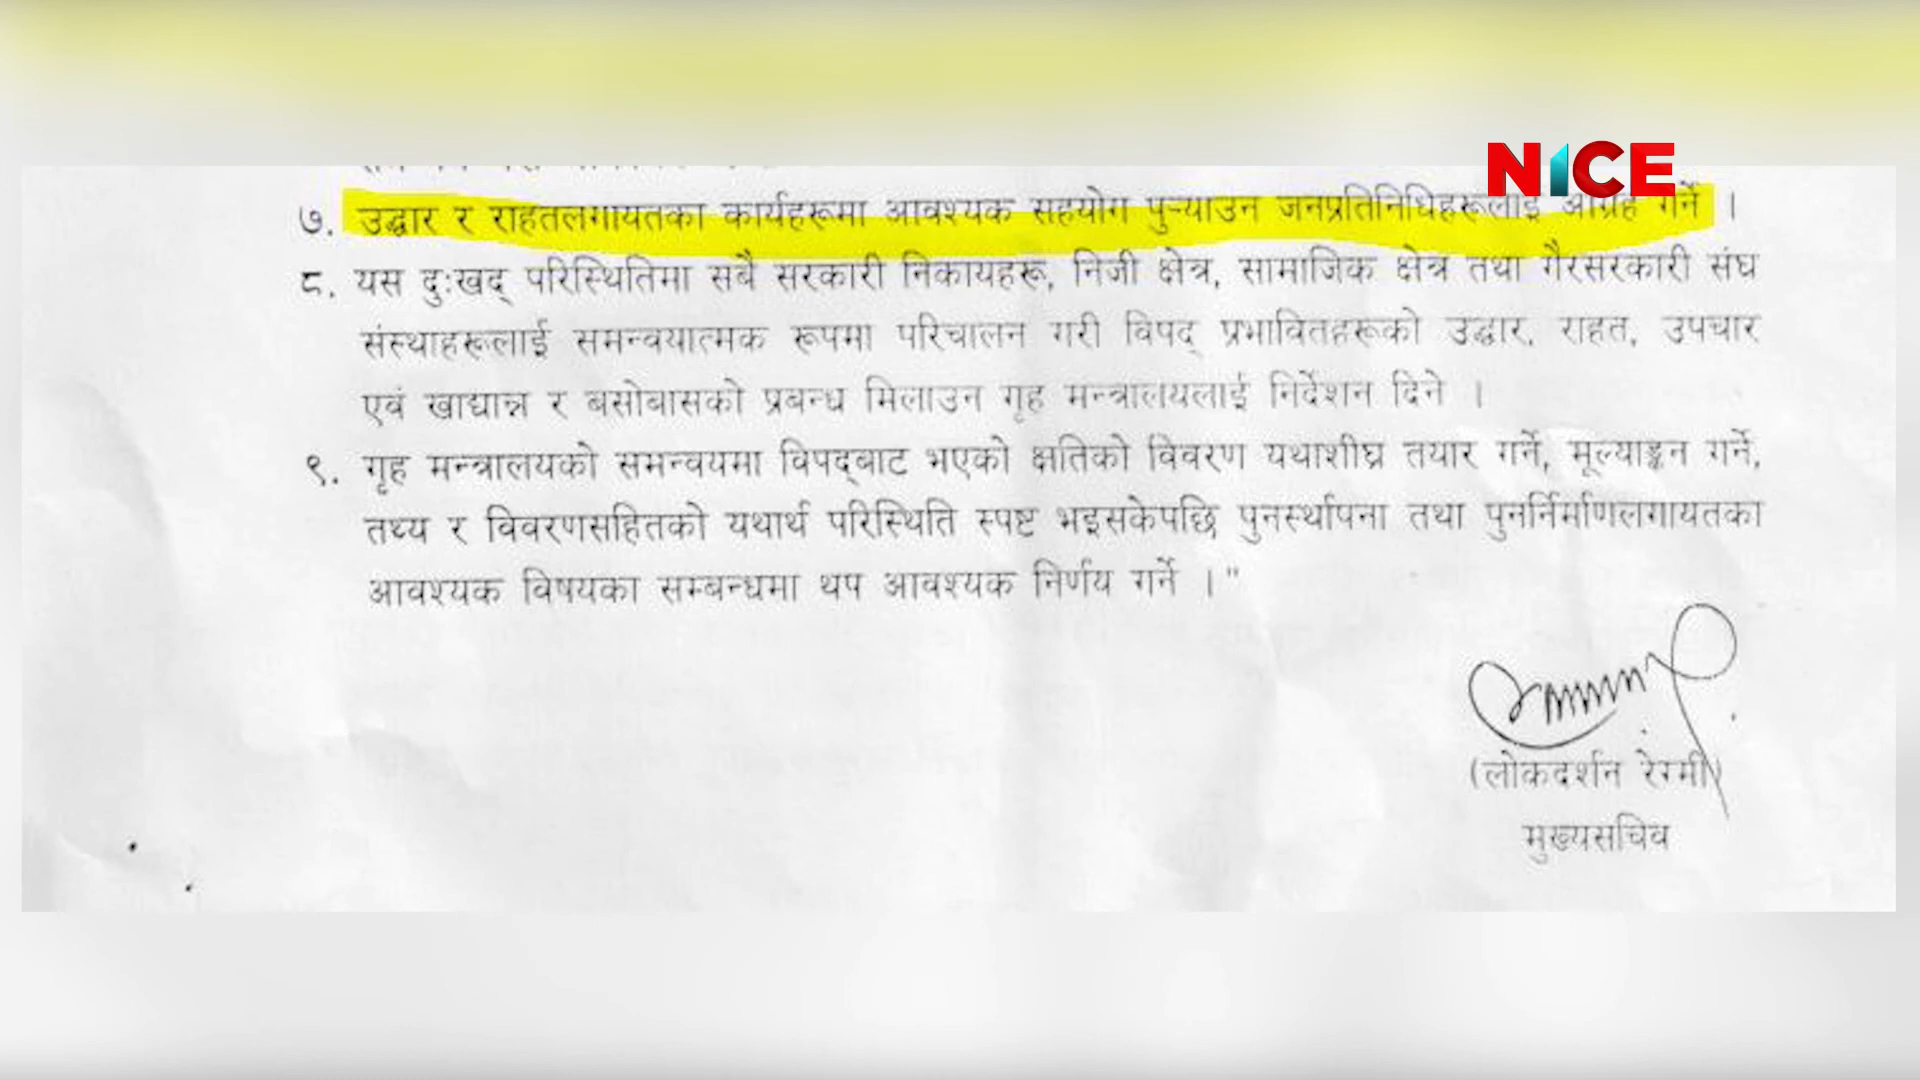 NICE
७. उद्धार र राहतलगायतका कार्यहरूमा आवश्यक सहयोग पुऱ्याउन जनप्रतिनिधिहरूलाई आग्रह गर्ने ।
८. यस दुःखद् परिस्थितिमा सबै सरकारी निकायहरू, निजी क्षेत्र, सामाजिक क्षेत्र तथा गैरसरकारी संघ
संस्थाहरूलाई समन्वयात्मक रूपमा परिचालन गरी विपद् प्रभावितहरूको उद्धार, राहत, उपचार
एवं खाद्यान्न र बसोबासको प्रबन्ध मिलाउन गृह मन्त्रालयलाई निर्देशन दिने ।
९. गृह मन्त्रालयको समन्वयमा विपद्बाट भएको क्षतिको विवरण यथाशीघ्र तयार गर्ने, मूल्याङ्कन गर्ने,
तथ्य र विवरणसहितको यथार्थ परिस्थिति स्पष्ट भइसकेपछि पुनर्स्थापना तथा पुनर्निर्माणलगायतका
आवश्यक विषयका सम्बन्धमा थप आवश्यक निर्णय गर्ने ।"
(लोकदर्शन रेग्मी)
मुख्यसचिव